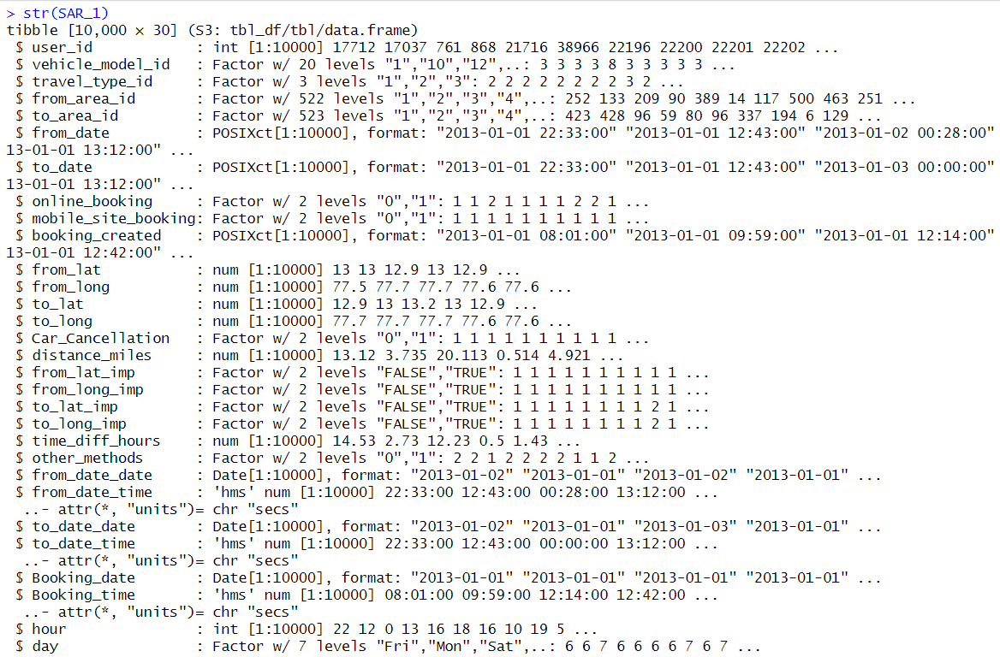 > str(SAR_1)
tibble [10,000 × 30] (S3: tbl_df/tbl/data.frame)
 $ user_id            : int [1:10000] 17712 17037 761 868 21716 38966 22196 22200 22201 22202 ...
 $ vehicle_model_id   : Factor w/ 20 levels "1","10","12",..: 3 3 3 3 8 3 3 3 3 3 ...
 $ travel_type_id     : Factor w/ 3 levels "1","2","3": 2 2 2 2 2 2 2 2 3 2 ...
 $ from_area_id       : Factor w/ 522 levels "1","2","3","4",..: 252 133 209 90 389 14 117 500 463 251 ...
 $ to_area_id         : Factor w/ 523 levels "1","2","3","4",..: 423 428 96 59 80 96 337 194 6 129 ...
 $ from_date          : POSIXct[1:10000], format: "2013-01-01 22:33:00" "2013-01-01 12:43:00" "2013-01-02 00:28:00"
13-01-01 13:12:00" ...
 $ to_date            : POSIXct[1:10000], format: "2013-01-01 22:33:00" "2013-01-01 12:43:00" "2013-01-03 00:00:00"
13-01-01 13:12:00" ...
 $ online_booking     : Factor w/ 2 levels "0","1": 1 1 2 1 1 1 1 2 2 1 ...
 $ mobile_site_booking: Factor w/ 2 levels "0","1": 1 1 1 1 1 1 1 1 1 1 ...
 $ booking_created    : POSIXct[1:10000], format: "2013-01-01 08:01:00" "2013-01-01 09:59:00" "2013-01-01 12:14:00"
13-01-01 12:42:00" ...
 $ from_lat           : num [1:10000] 13 13 12.9 13 12.9 ...
 $ from_long          : num [1:10000] 77.5 77.7 77.7 77.6 77.6 ...
 $ to_lat             : num [1:10000] 12.9 13 13.2 13 12.9 ...
 $ to_long            : num [1:10000] 77.7 77.7 77.7 77.6 77.6 ...
 $ Car_Cancellation   : Factor w/ 2 levels "0","1": 1 1 1 1 1 1 1 1 1 1 ...
 $ distance_miles     : num [1:10000] 13.12 3.735 20.113 0.514 4.921 ...
 $ from_lat_imp       : Factor w/ 2 levels "FALSE","TRUE": 1 1 1 1 1 1 1 1 1 1 ...
 $ from_long_imp      : Factor w/ 2 levels "FALSE","TRUE": 1 1 1 1 1 1 1 1 1 1 ...
 $ to_lat_imp         : Factor w/ 2 levels "FALSE","TRUE": 1 1 1 1 1 1 1 1 2 1 ...
 $ to_long_imp        : Factor w/ 2 levels "FALSE","TRUE": 1 1 1 1 1 1 1 1 2 1 ...
 $ time_diff_hours    : num [1:10000] 14.53 2.73 12.23 0.5 1.43 ...
 $ other_methods      : Factor w/ 2 levels "0","1": 2 2 1 2 2 2 2 1 1 2 ...
 $ from_date_date     : Date[1:10000], format: "2013-01-02" "2013-01-01" "2013-01-02" "2013-01-01" ...
 $ from_date_time     : 'hms' num [1:10000] 22:33:00 12:43:00 00:28:00 13:12:00 ...
  ..- attr(*, "units")= chr "secs"
 $ to_date_date       : Date[1:10000], format: "2013-01-02" "2013-01-01" "2013-01-03" "2013-01-01" ...
 $ to_date_time       : 'hms' num [1:10000] 22:33:00 12:43:00 00:00:00 13:12:00 ...
  ..- attr(*, "units")= chr "secs"
 $ Booking_date       : Date[1:10000], format: "2013-01-01" "2013-01-01" "2013-01-01" "2013-01-01" ...
 $ Booking_time       : 'hms' num [1:10000] 08:01:00 09:59:00 12:14:00 12:42:00 ...
  ..- attr(*, "units")= chr "secs"
 $ hour               : int [1:10000] 22 12 0 13 16 18 16 10 19 5 ...
 $ day                : Factor w/ 7 levels "Fri","Mon","Sat",..: 6 6 7 6 6 6 6 7 6 7 ...